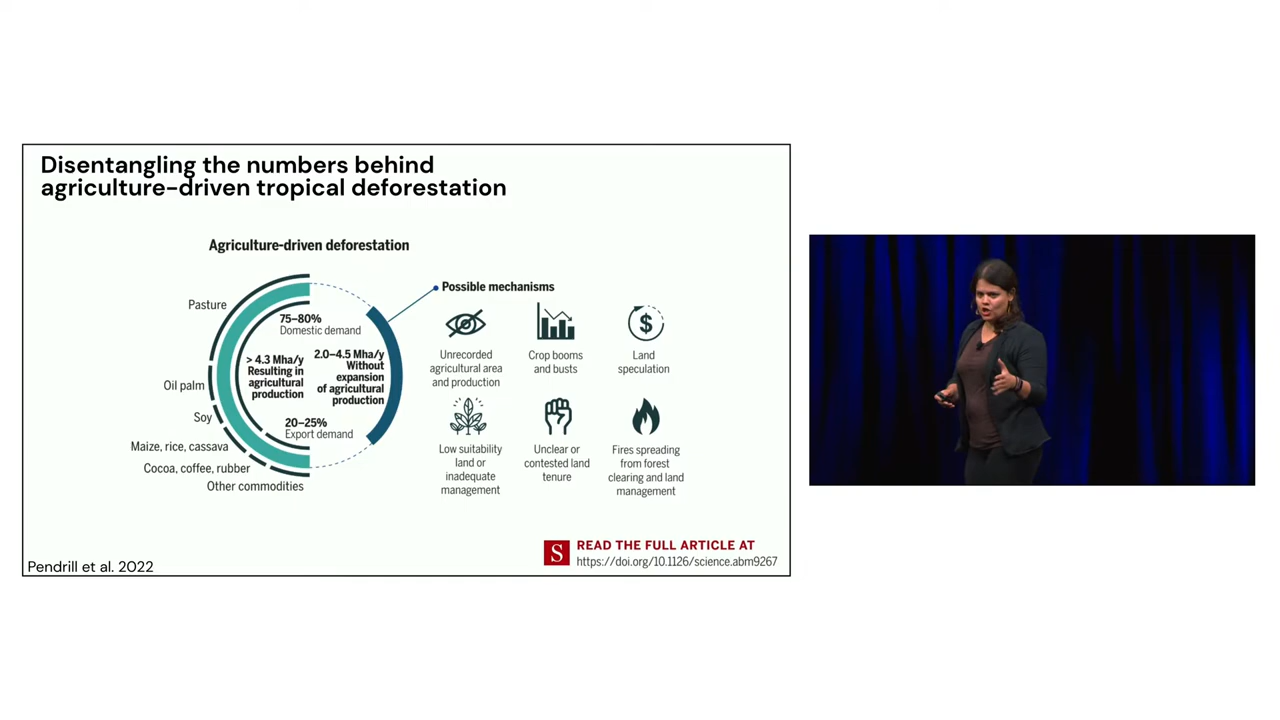 Disentangling the numbers behind
agriculture-driven tropical deforestation
Agriculture-driven deforestation
Pasture
Oil palm
Soy
Maize, rice, cassava
Cocoa, coffee, rubber
Other commodities
75–80%
Domestic demand
> 4.3 Mha/y
Resulting in
agricultural
production
2.0–4.5 Mha/y
Without
expansion
of agricultural
production
20–25%
Export demand
Possible mechanisms
Unrecorded
agricultural area
and production
Crop booms
and busts
$
Land
speculation
Low suitability
land or
inadequate
management
Unclear or
contested land
tenure
Fires spreading
from forest
clearing and land
management
Pendrill et al. 2022
S
READ THE FULL ARTICLE AT
https://doi.org/10.1126/science.abm9267